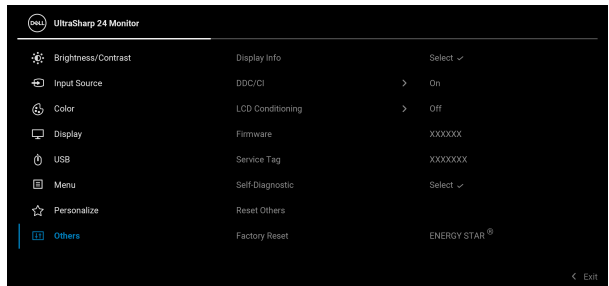 DELL UltraSharp 24 Monitor
Brightness/Contrast Display Info Select ✓
Input Source DDC/CI > On
Color LCD Conditioning > Off
Display Firmware XXXXXX
USB Service Tag XXXXXXX
Menu Self-Diagnostic Select ✓
Personalize Reset Others
Others Factory Reset ENERGY STAR®
< Exit